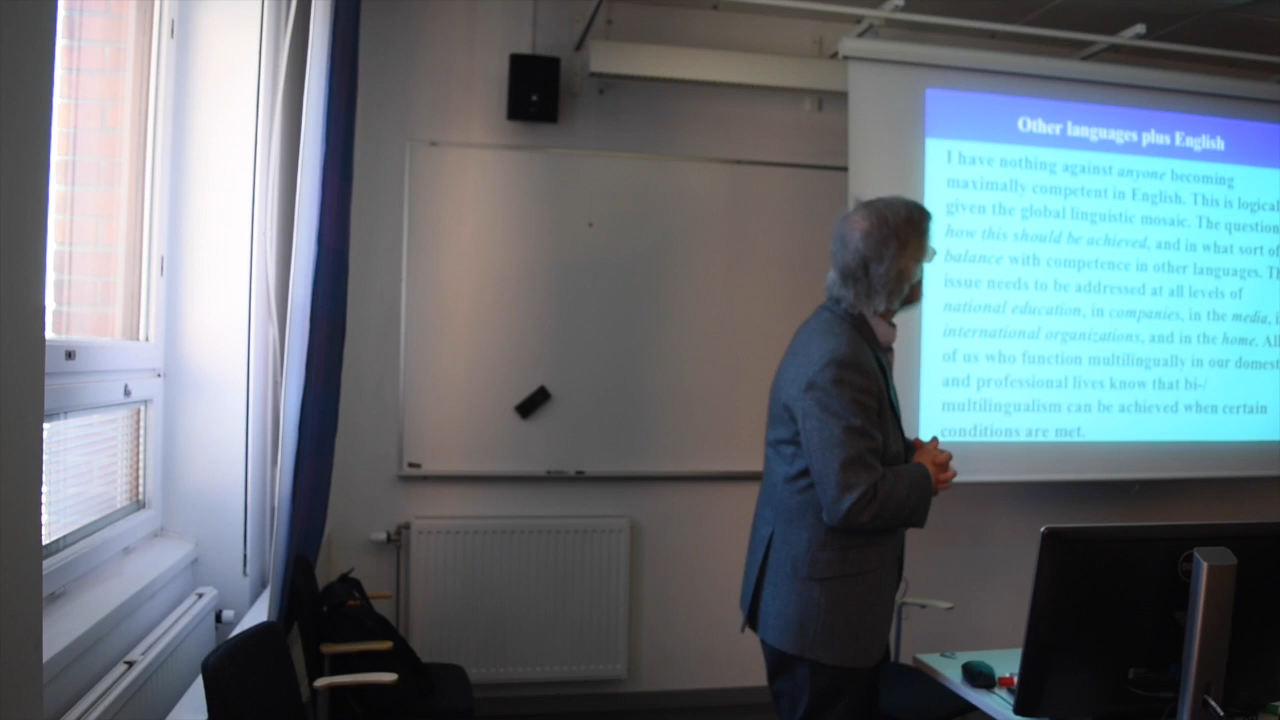 Other languages plus English
I have nothing against anyone becoming
maximally competent in English. This is logical
given the global linguistic mosaic. The question
how this should be achieved, and in what sort of
balance with competence in other languages.
issue needs to be addressed at all levels of
national education, in companies, in the media,
international organizations, and in the home. All
of us who function multilingually in our
and professional lives know that bi-/
multilingualism can be achieved when certain
conditions are met.